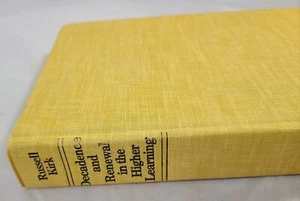 Russell
Kirk
Decadence
and
Renewal
in the
Higher
Learning